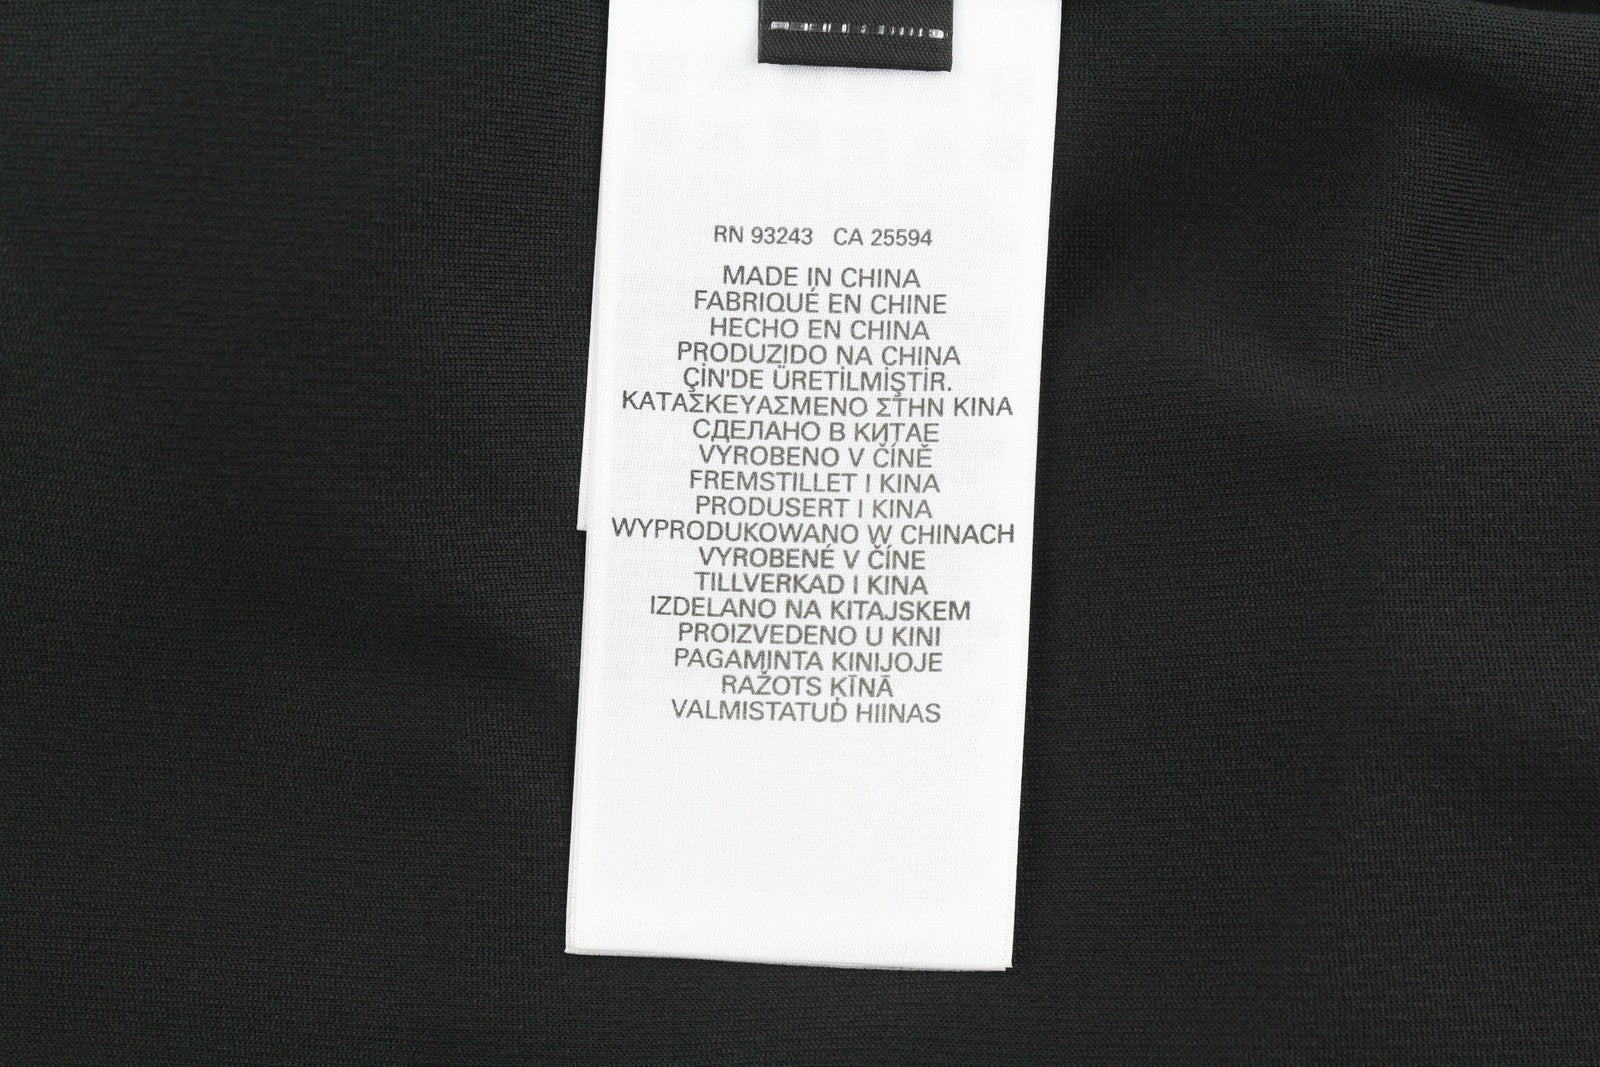 RN 93243 CA 25594
MADE IN CHINA
FABRIQUÉ EN CHINE
HECHO EN CHINA
PRODUZIDO NA CHINA
ÇİN'DE ÜRETİLMİŞTİR.
ΚΑΤΑΣΚΕΥΑΣΜΕΝΟ ΣΤΗΝ ΚΙΝΑ
СДЕЛАНО В КИТАЕ
VYROBENO V ČÍNĚ
FREMSTILLET I KINA
PRODUSERT I KINA
WYPRODUKOWANO W CHINACH
VYROBENÉ V ČÍNE
TILLVERKAD I KINA
IZDELANO NA KITAJSKEM
PROIZVEDENO U KINI
PAGAMINTA KINIJOJE
RAŽOTS ĶĪNĀ
VALMISTATUD HIINAS